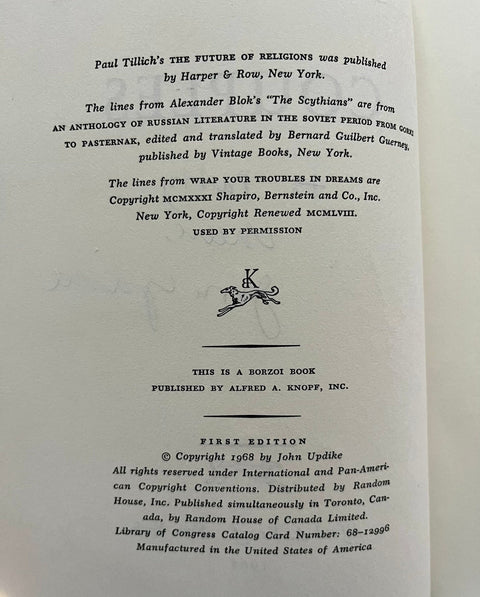 Paul Tillich's THE FUTURE OF RELIGIONS was published
by Harper & Row, New York.
The lines from Alexander Blok's "The Scythians" are from
AN ANTHOLOGY OF RUSSIAN LITERATURE IN THE SOVIET PERIOD FROM GORKI
TO PASTERNAK, edited and translated by Bernard Guilbert Guerney,
published by Vintage Books, New York.
The lines from WRAP YOUR TROUBLES IN DREAMS are
Copyright MCMXXXI Shapiro, Bernstein and Co., Inc.
New York, Copyright Renewed MCMLVIII.
USED BY PERMISSION
THIS IS A BORZOI BOOK
PUBLISHED BY ALFRED A. KNOPF, INC.
FIRST EDITION
© Copyright 1968 by John Updike
All rights reserved under International and Pan-Ameri-
can Copyright Conventions. Distributed by Random
House, Inc. Published simultaneously in Toronto, Can-
ada, by Random House of Canada Limited.
Library of Congress Catalog Card Number: 68-12996
Manufactured in the United States of America